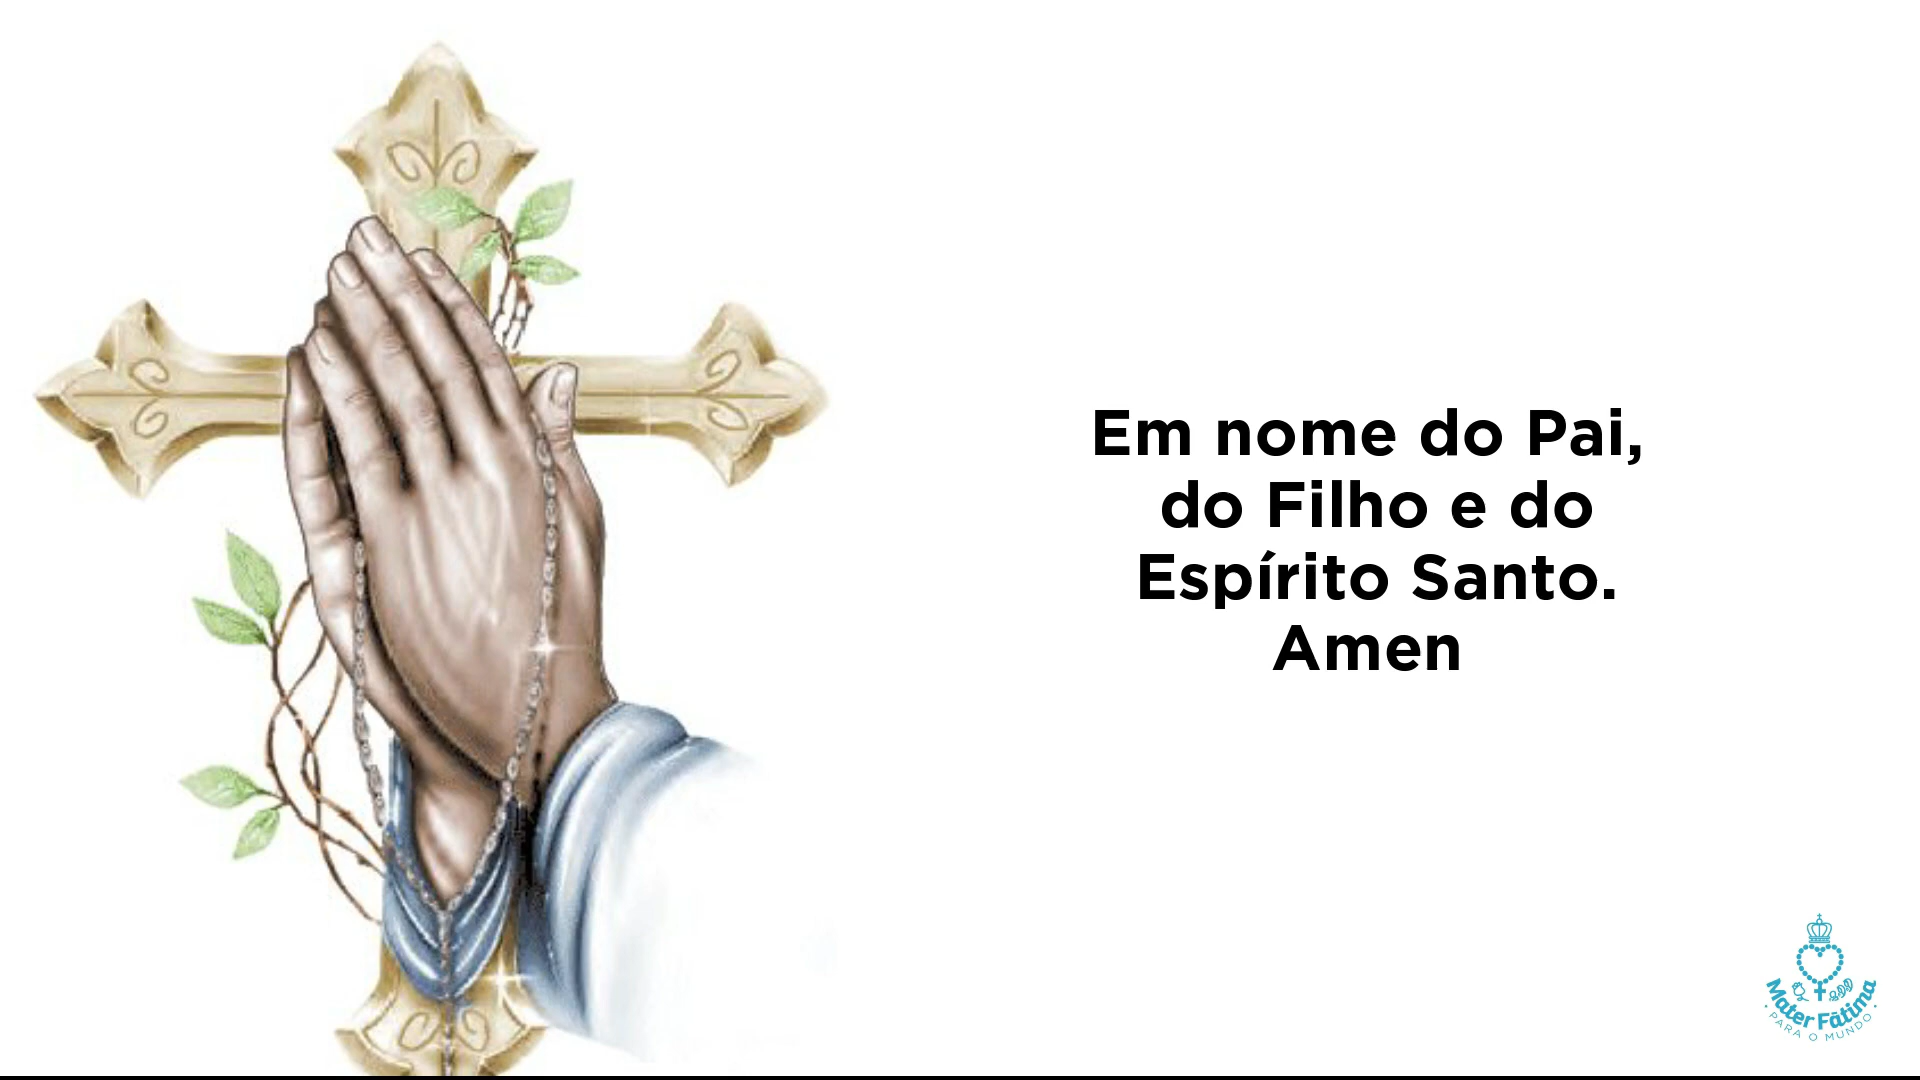 Em nome do Pai,
do Filho e do
Espírito Santo.
Amen
Mater Fátima
PARA O MUNDO